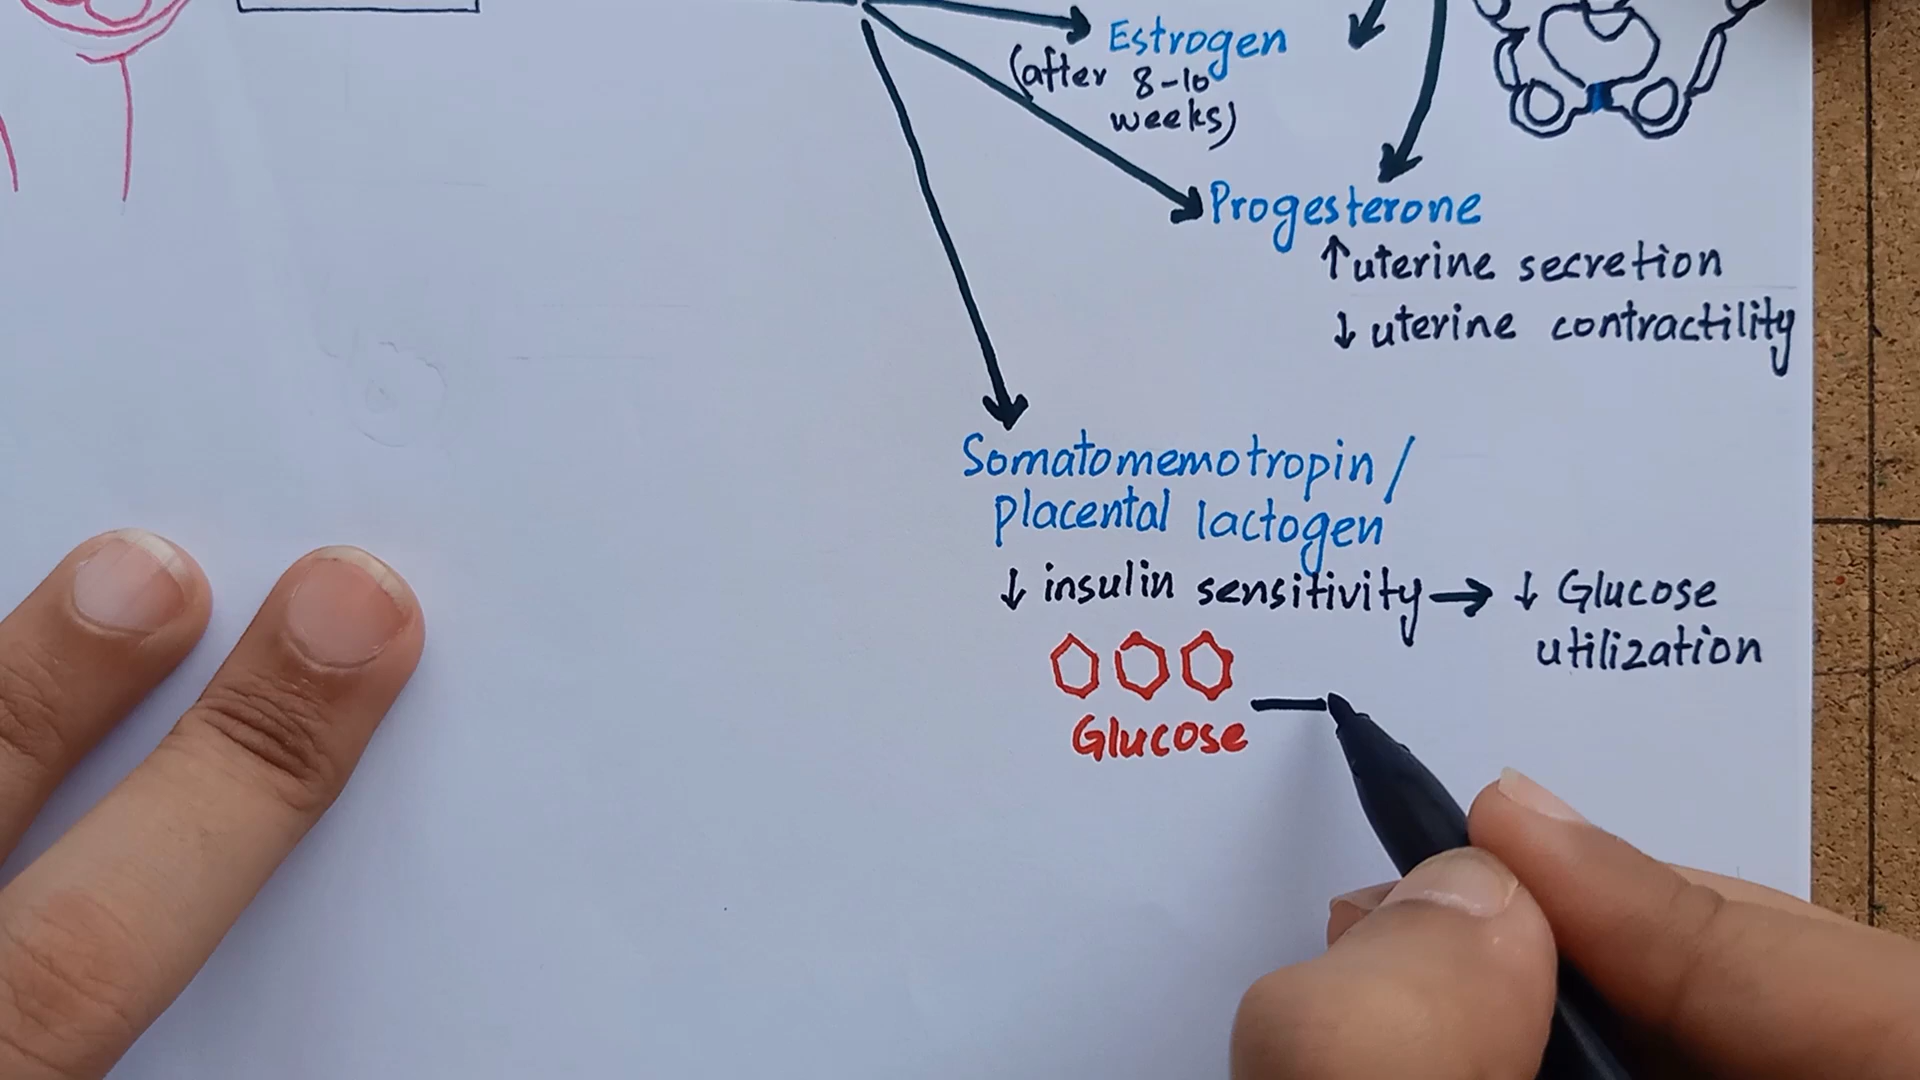 Estrogen
(after 8-10
weeks)
Progesterone
↑ uterine secretion
↓ uterine contractility
Somatomemotropin/
placental lactogen
↓ insulin sensitivity → ↓ Glucose
utilization
Glucose